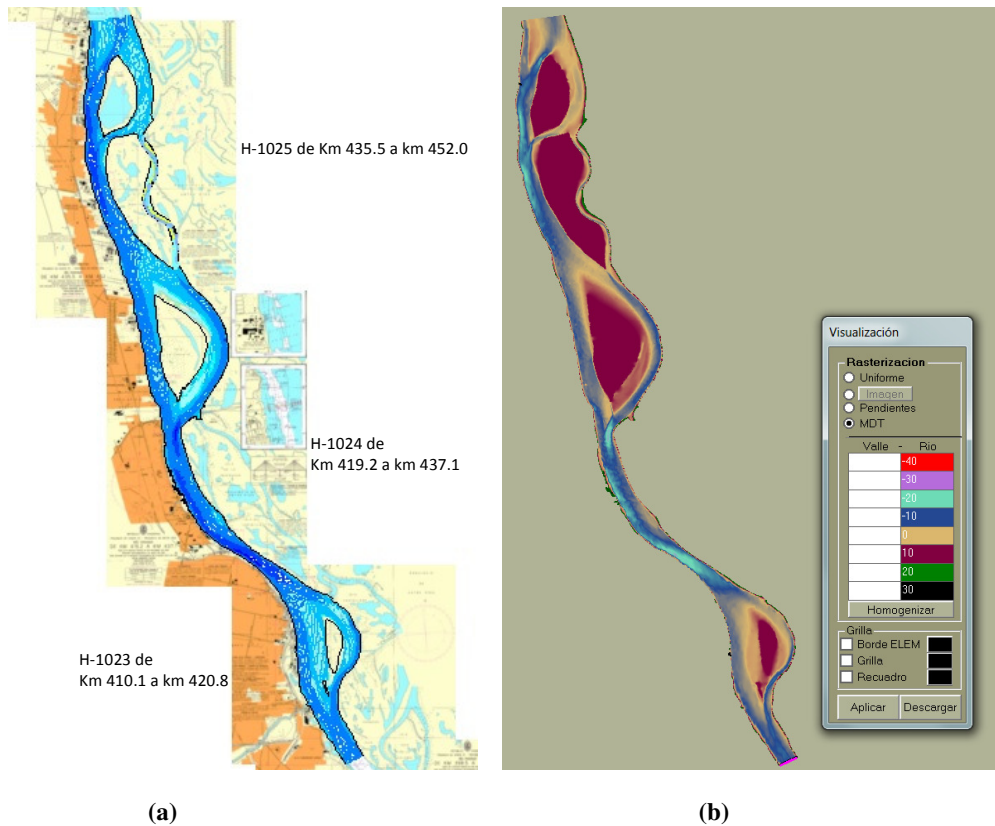 H-1025 de Km 435.5 a km 452.0
H-1024 de
Km 419.2 a km 437.1
H-1023 de
Km 410.1 a km 420.8
(a)
Visualización
Rasterizacion
Uniforme
Imagen
Pendientes
MDT
Valle - Rio
-40
-30
-20
-10
0
10
20
30
Homogenizar
Grilla
Borde ELEM
Grilla
Recuadro
Aplicar Descargar
(b)